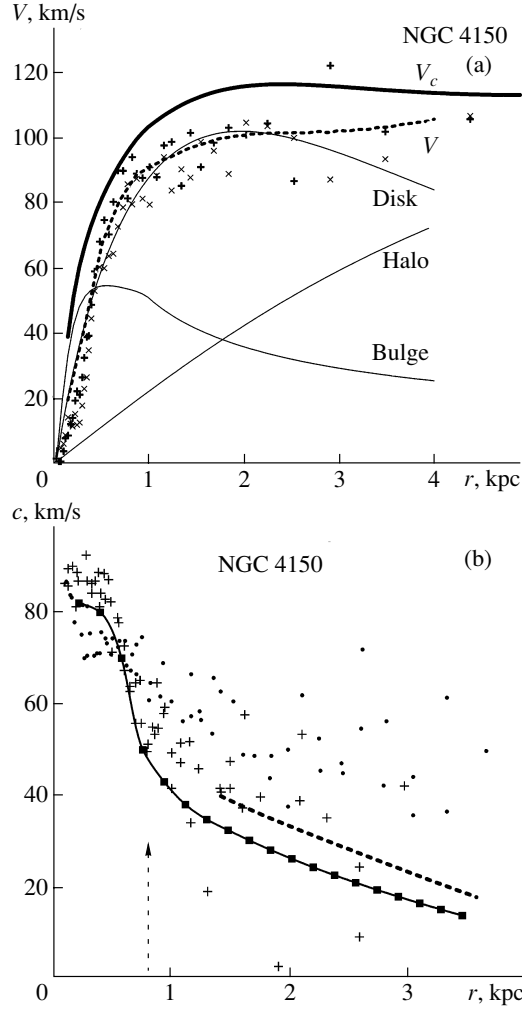 V, km/s
NGC 4150
(a)
120
V_c
100
V
80
Disk
60
Halo
40
Bulge
20
0 1 2 3 4
r, kpc
c, km/s
NGC 4150
(b)
80
60
40
20
0 1 2 3 r, kpc